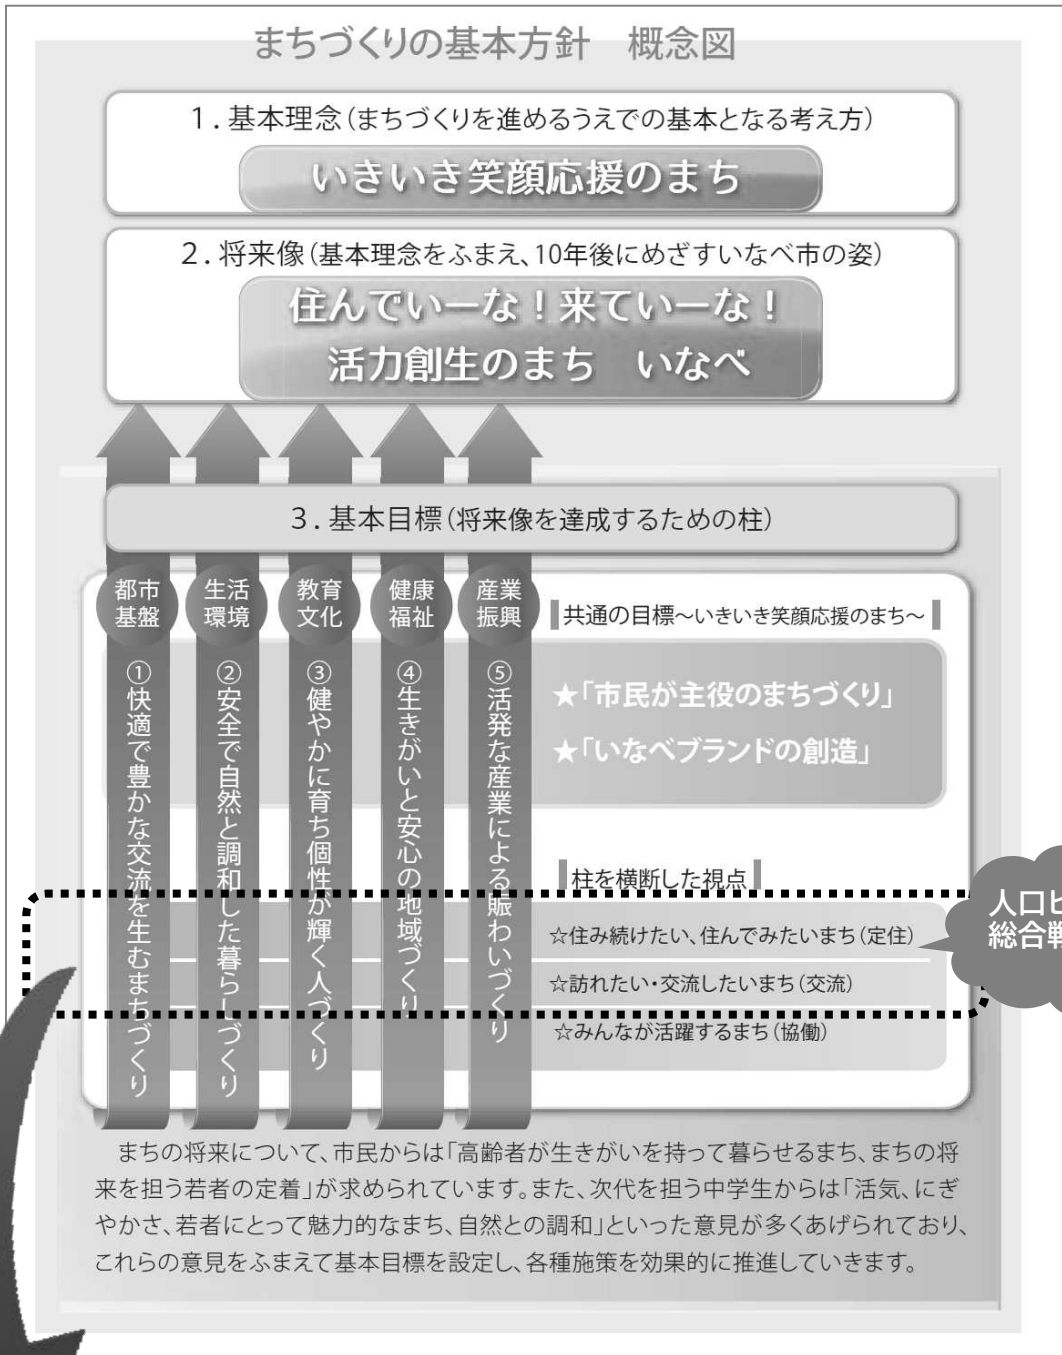 まちづくりの基本方針　概念図
１．基本理念（まちづくりを進めるうえでの基本となる考え方）
いきいき笑顔応援のまち
２．将来像（基本理念をふまえ、10年後にめざすいなべ市の姿）
住んでいーな！来ていーな！
活力創生のまち　いなべ
３．基本目標（将来像を達成するための柱）
都市
基盤
生活
環境
教育
文化
健康
福祉
産業
振興
①快適で豊かな交流を生むまちづくり
②安全で自然と調和した暮らしづくり
③健やかに育ち個性が輝く人づくり
④生きがいと安心の地域づくり
⑤活発な産業による賑わいづくり
共通の目標～いきいき笑顔応援のまち～
★「市民が主役のまちづくり」
★「いなべブランドの創造」
柱を横断した視点
☆住み続けたい、住んでみたいまち（定住）
☆訪れたい・交流したいまち（交流）
☆みんなが活躍するまち（協働）
人口ビ
総合戦
まちの将来について、市民からは「高齢者が生きがいを持って暮らせるまち、まちの将
来を担う若者の定着」が求められています。また、次代を担う中学生からは「活気、にぎ
やかさ、若者にとって魅力的なまち、自然との調和」といった意見が多くあげられており、
これらの意見をふまえて基本目標を設定し、各種施策を効果的に推進していきます。